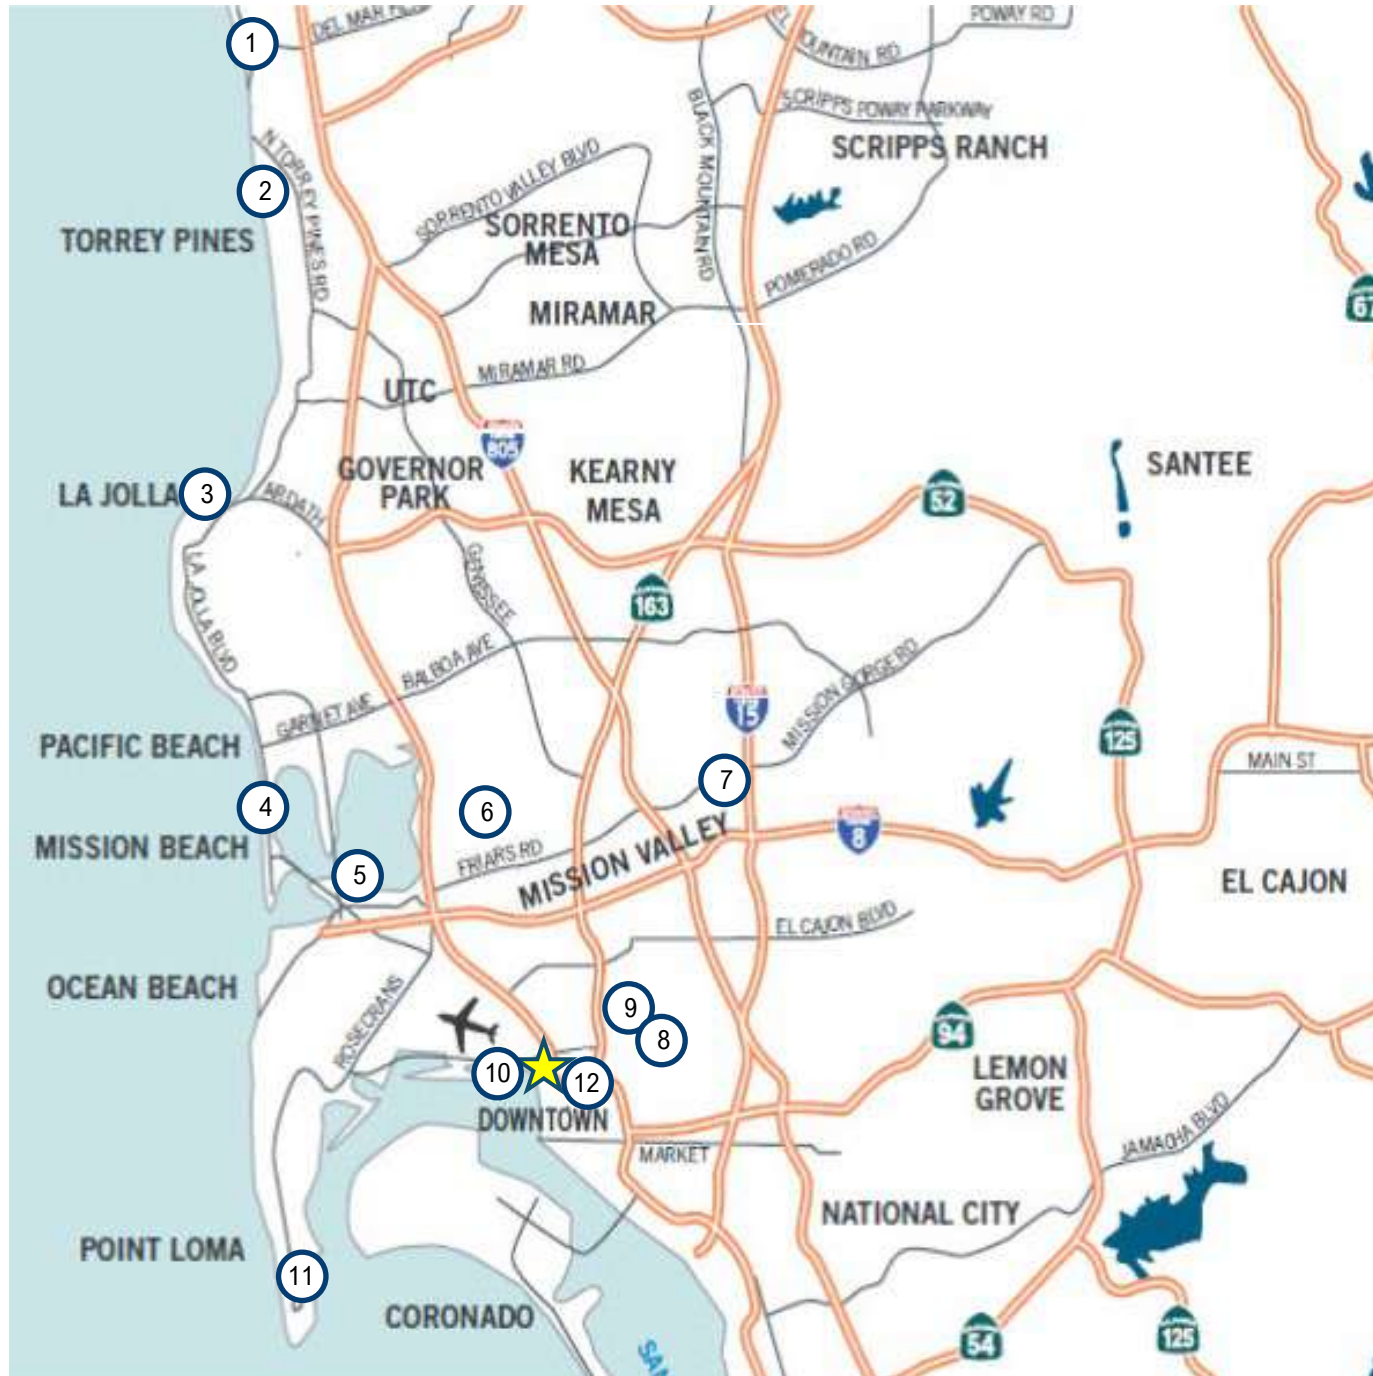 1
DEL MAR
POWAY RD
MOUNTAIN RD
BLACK MOUNTAIN RD
SCRIPPS POWAY PARKWAY
SCRIPPS RANCH
N TORREY PINES RD
2
SORRENTO VALLEY BLVD
TORREY PINES
SORRENTO
MESA
POMERADO RD
MIRAMAR
67
MIRAMAR RD
UTC
805
GOVERNOR
PARK
KEARNY
MESA
SANTEE
52
LA JOLLA
3
ARDATH
GENESSEE
163
LA JOLLA BLVD
BALBOA AVE
MISSION GORGE RD
15
GARNET AVE
125
PACIFIC BEACH
MAIN ST
7
4
6
8
MISSION BEACH
FRIARS RD
MISSION VALLEY
5
EL CAJON
EL CAJON BLVD
OCEAN BEACH
ROSECRANS
9
8
94
10
12
LEMON
GROVE
DOWNTOWN
MARKET
JAMACHA BLVD
NATIONAL CITY
POINT LOMA
11
CORONADO
SAN
54
125